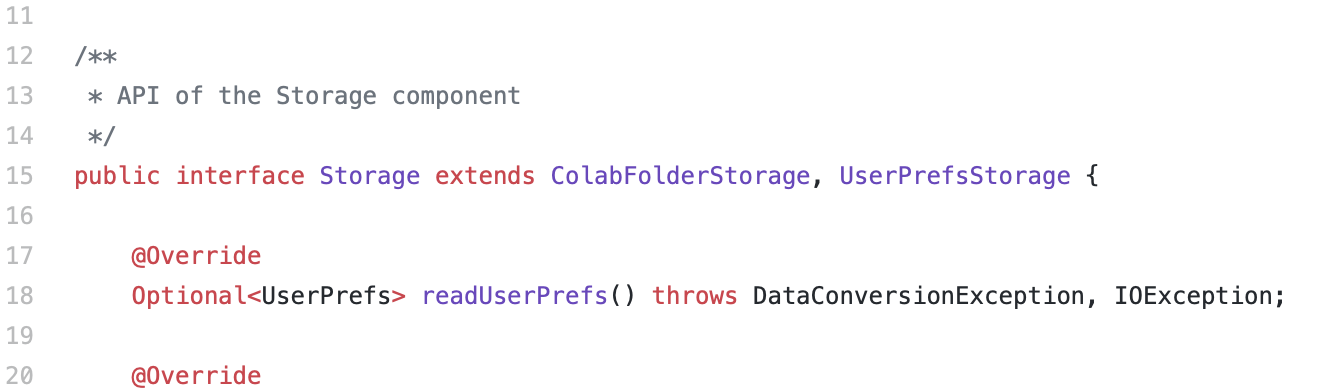 11
12 /**
13 * API of the Storage component
14 */
15 public interface Storage extends ColabFolderStorage, UserPrefsStorage {
16
17 @Override
18 Optional<UserPrefs> readUserPrefs() throws DataConversionException, IOException;
19
20 @Override